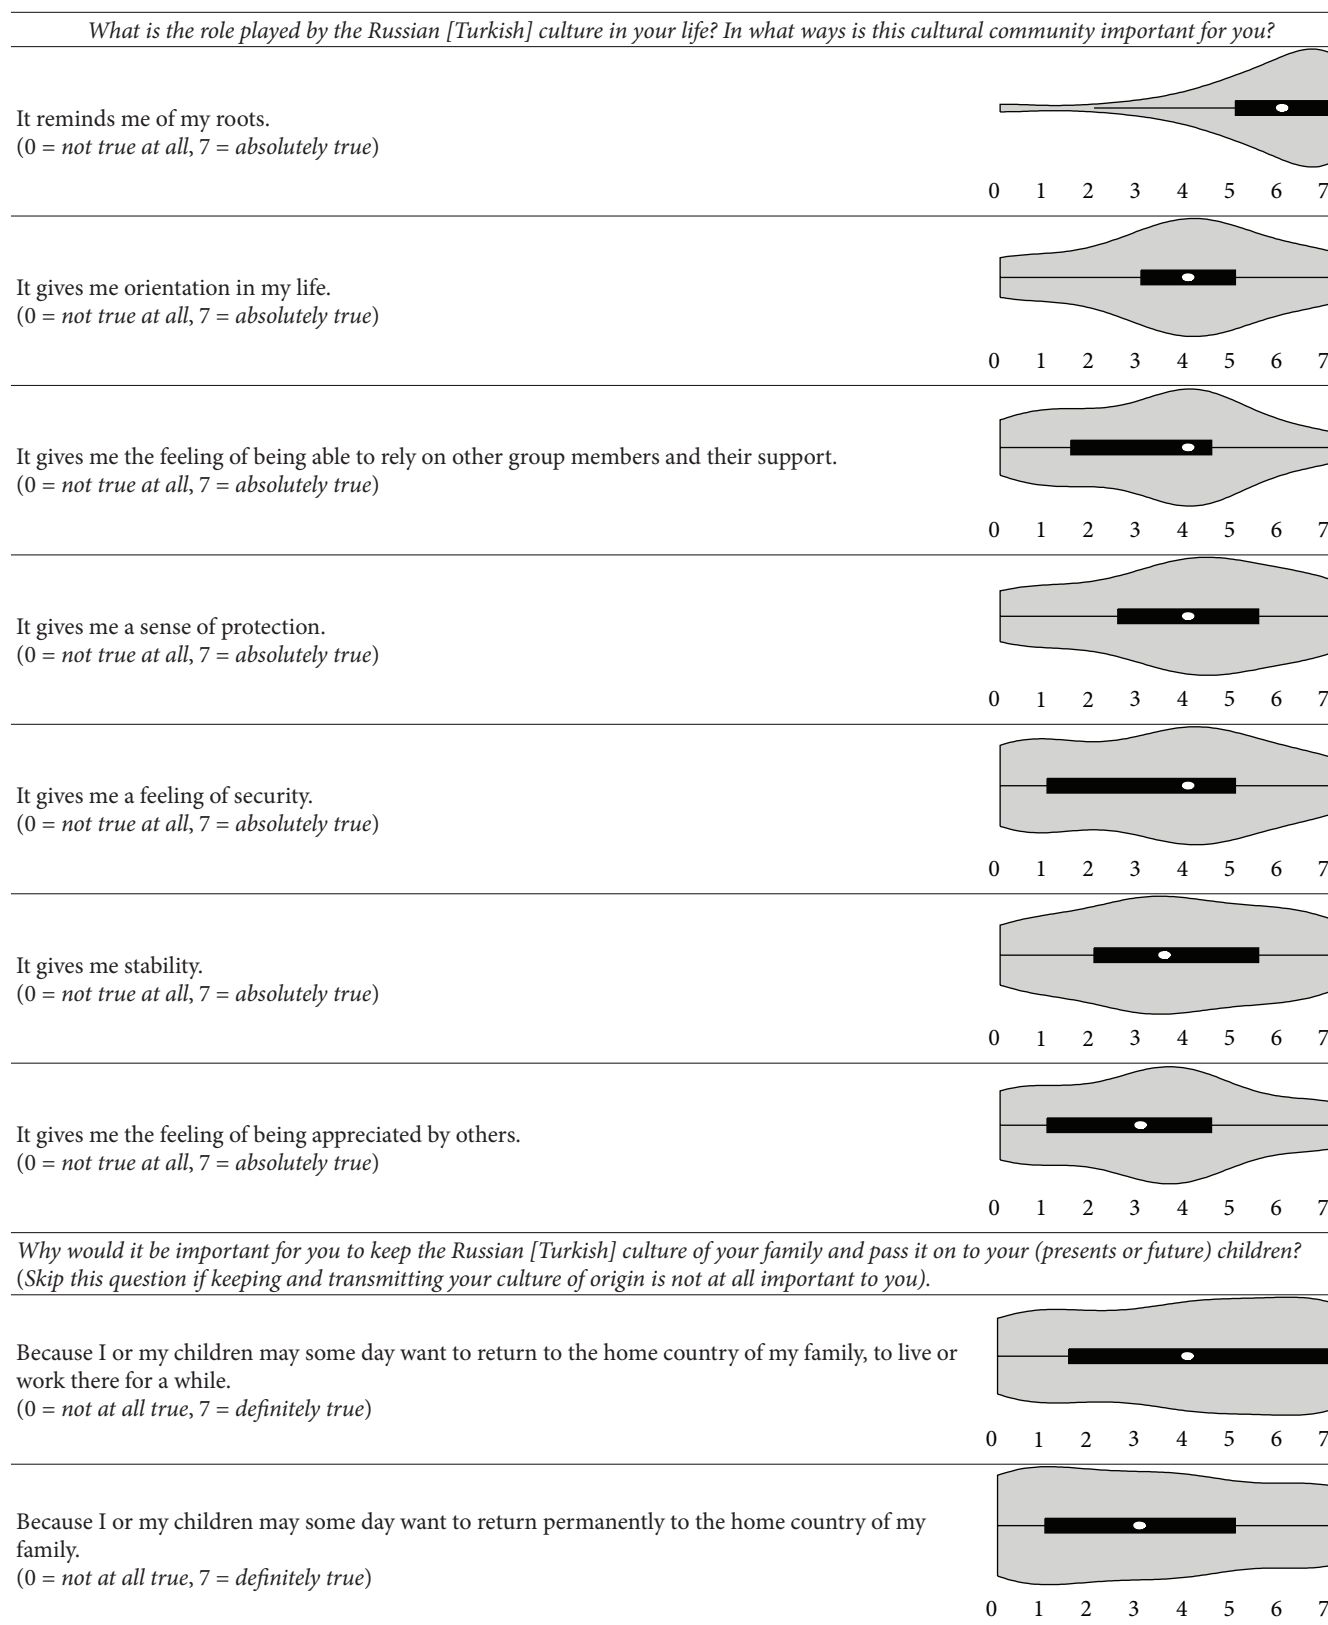 What is the role played by the Russian [Turkish] culture in your life? In what ways is this cultural community important for you?
It reminds me of my roots.
(0 = not true at all, 7 = absolutely true)
0 1 2 3 4 5 6 7
It gives me orientation in my life.
(0 = not true at all, 7 = absolutely true)
0 1 2 3 4 5 6 7
It gives me the feeling of being able to rely on other group members and their support.
(0 = not true at all, 7 = absolutely true)
0 1 2 3 4 5 6 7
It gives me a sense of protection.
(0 = not true at all, 7 = absolutely true)
0 1 2 3 4 5 6 7
It gives me a feeling of security.
(0 = not true at all, 7 = absolutely true)
0 1 2 3 4 5 6 7
It gives me stability.
(0 = not true at all, 7 = absolutely true)
0 1 2 3 4 5 6 7
It gives me the feeling of being appreciated by others.
(0 = not true at all, 7 = absolutely true)
0 1 2 3 4 5 6 7
Why would it be important for you to keep the Russian [Turkish] culture of your family and pass it on to your (presents or future) children?
(Skip this question if keeping and transmitting your culture of origin is not at all important to you).
Because I or my children may some day want to return to the home country of my family, to live or
work there for a while.
(0 = not at all true, 7 = definitely true)
0 1 2 3 4 5 6 7
Because I or my children may some day want to return permanently to the home country of my
family.
(0 = not at all true, 7 = definitely true)
0 1 2 3 4 5 6 7